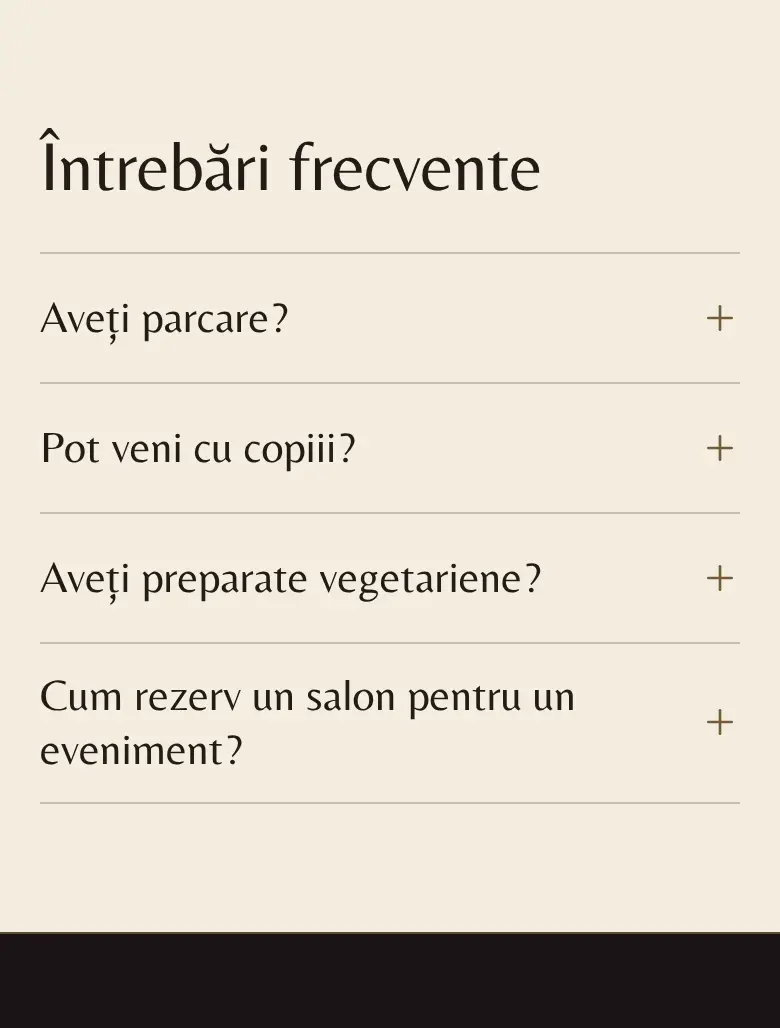 Întrebări frecvente
Aveți parcare?
Pot veni cu copiii?
Aveți preparate vegetariene?
Cum rezerv un salon pentru un
eveniment?